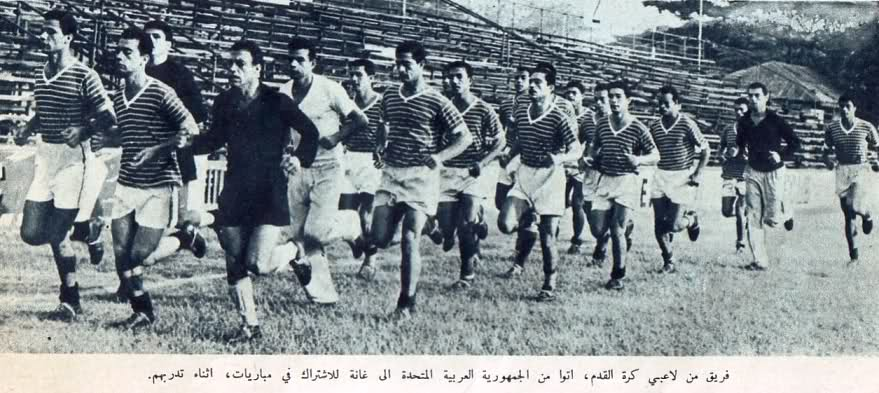 فريق من لاعبي كرة القدم، اتوا من الجمهورية العربية المتحدة الى غانة للاشتراك في مباريات، اثناء تدربهم.